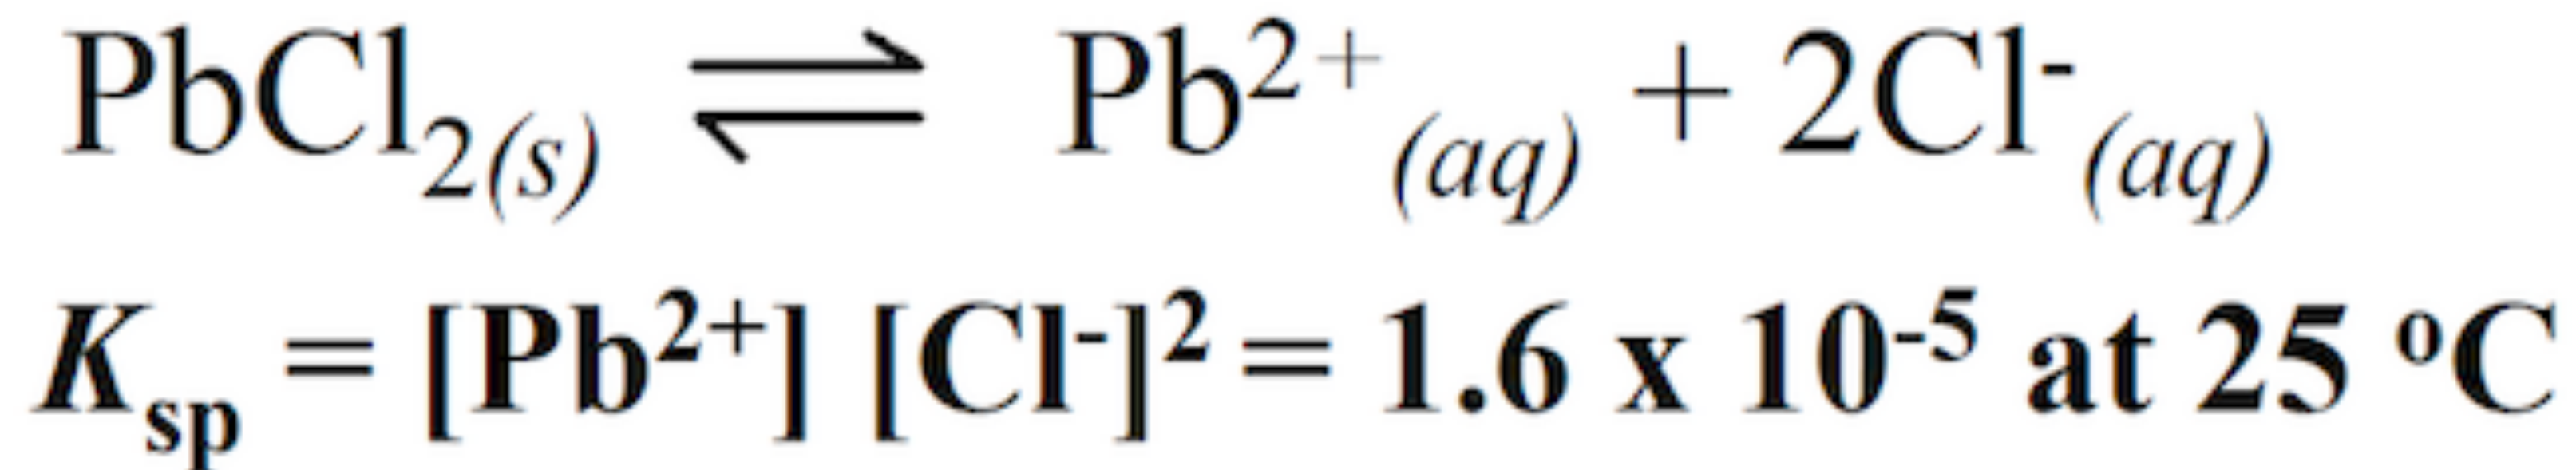 PbCl₂₍ₛ₎ ⇌ Pb²⁺₍aq₎ + 2Cl⁻₍aq₎
Kₛₚ = [Pb²⁺] [Cl⁻]² = 1.6 x 10⁻⁵ at 25 ºC